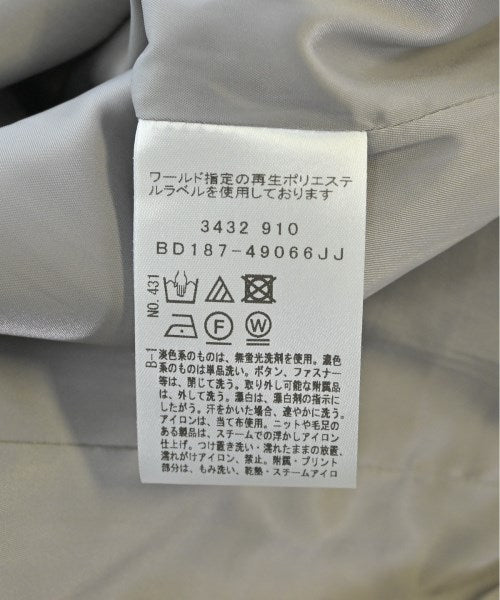 ワールド指定の再生ポリエステ
ルラベルを使用しております
3432 910
BD187-49066JJ
NO.431
F
W
B-1
淡色系のものは、無蛍光洗剤を使用。濃色
系のものは単品洗い。ボタン、ファスナー
等は、閉じて洗う。取り外し可能な附属品
は、外して洗う。漂白は、漂白剤の指示に
したがう。汗をかいた場合、速やかに洗う。
アイロンは、当て布使用。ニットや毛足の
ある製品は、スチームでの浮かしアイロン
仕上げ。つけ置き洗い・濡れたままの放置、
濡れがけアイロン、禁止。附属・プリント
部分は、もみ洗い、乾熱・スチームアイロ